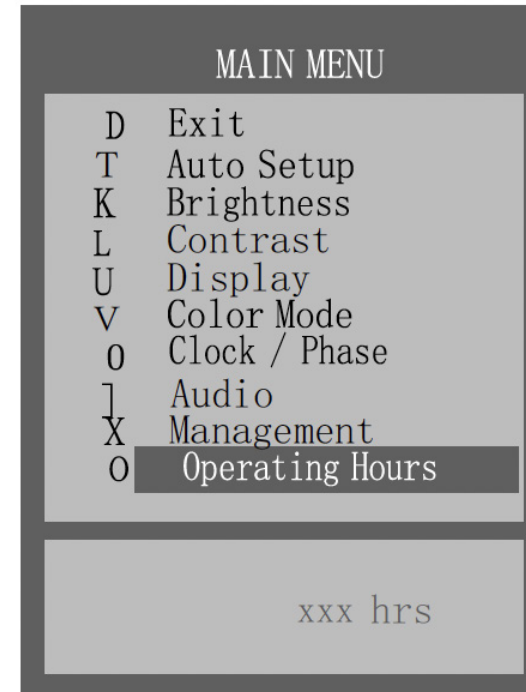 MAIN MENU
D Exit
T Auto Setup
K Brightness
L Contrast
U Display
V Color Mode
0 Clock / Phase
] Audio
X Management
O Operating Hours
xxx hrs